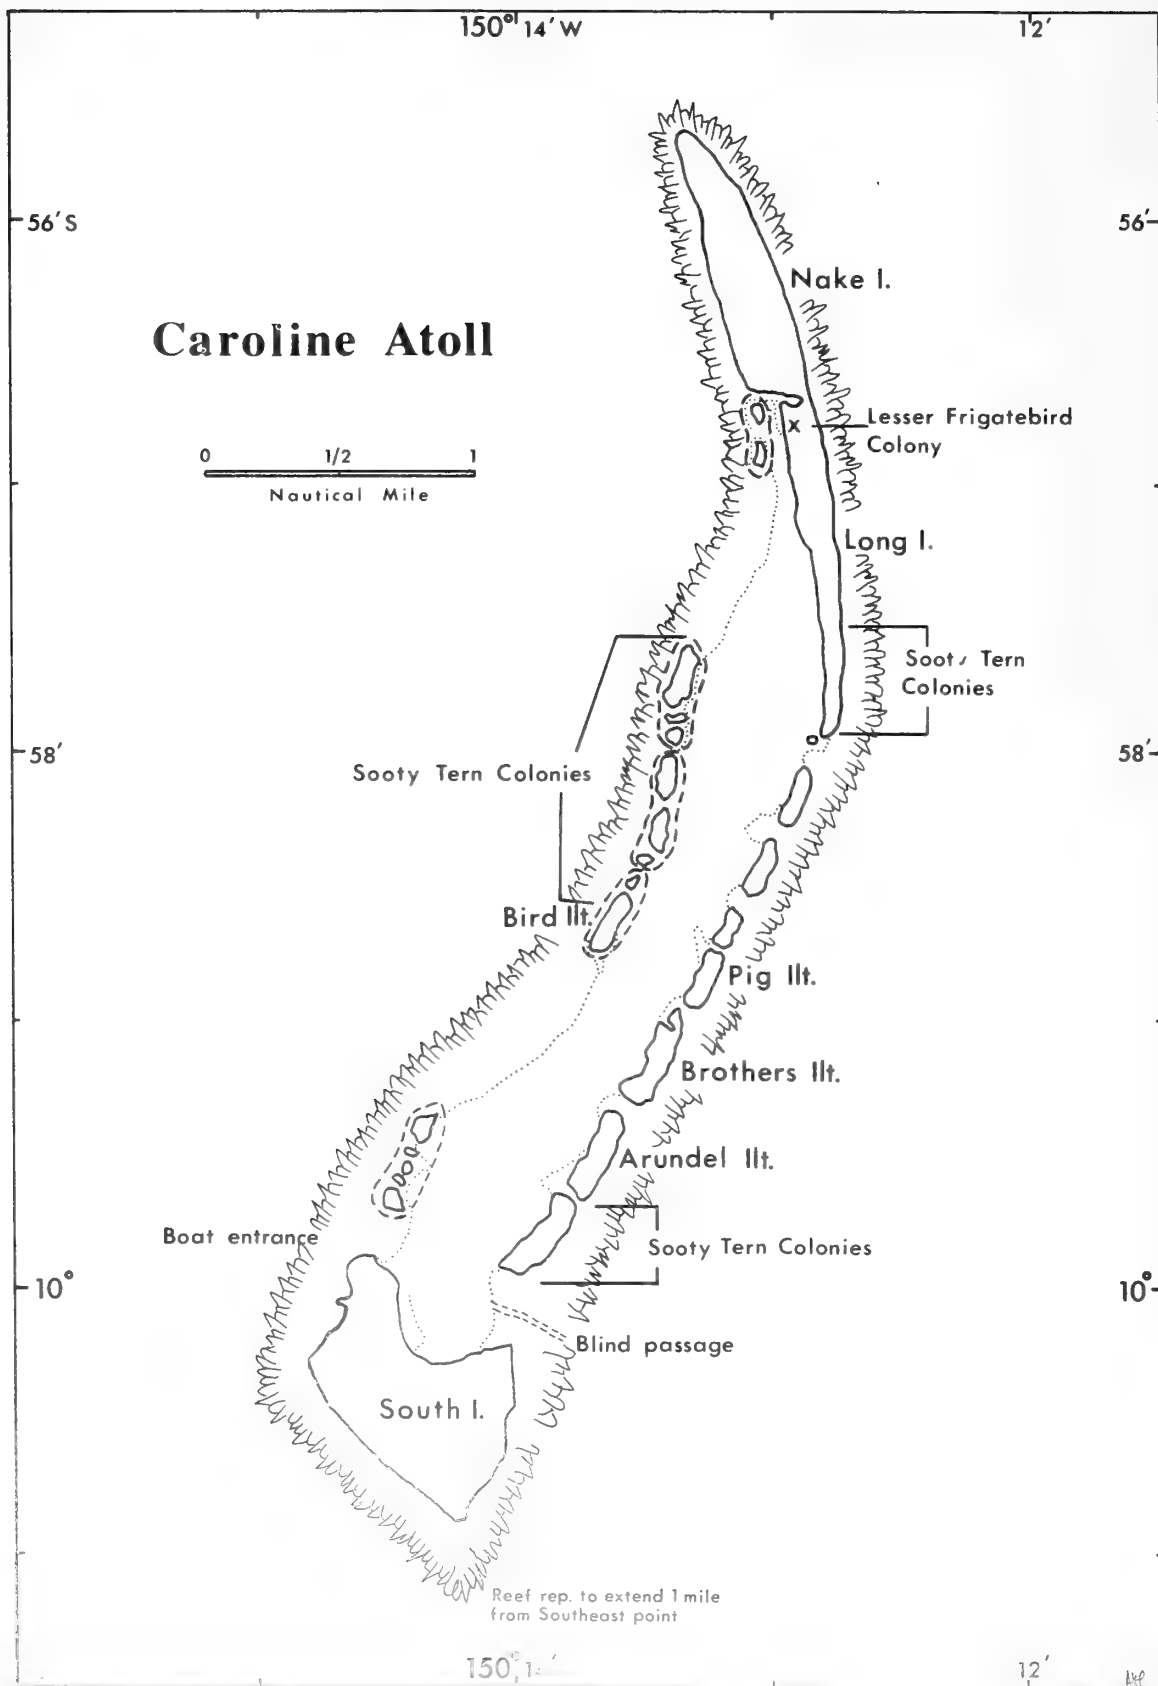 150° 14′ W
12′
56′ S
56′
Nake I.
Caroline Atoll
Lesser Frigatebird
Colony
0 1/2 1
Nautical Mile
Long I.
Tern
Colonies
58′
58′
Sooty Tern Colonies
Bird Ilt.
Pig Ilt.
Brothers Ilt.
Arundel Ilt.
Boat entrance
Sooty Tern Colonies
10°
10°
Blind passage
South I.
Reef rep. to extend 1 mile
from Southeast point
12′